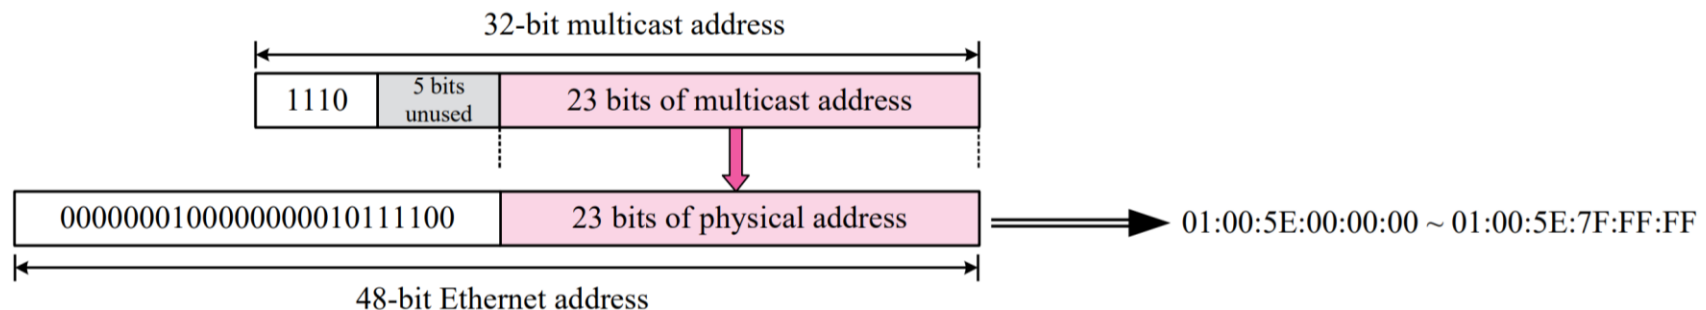 32-bit multicast address
1110
5 bits
unused
23 bits of multicast address
0000000100000000010111100
23 bits of physical address
01:00:5E:00:00:00 ~ 01:00:5E:7F:FF:FF
48-bit Ethernet address